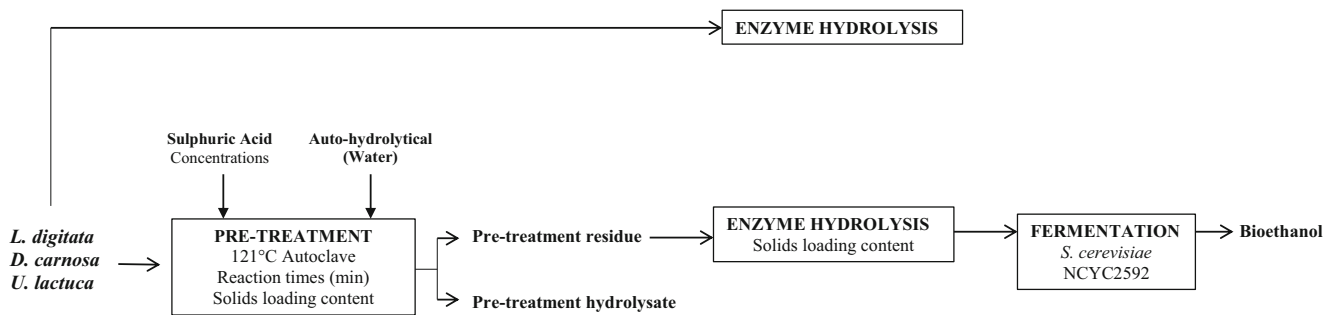 ENZYME HYDROLYSIS
Sulphuric Acid
Concentrations
Auto-hydrolytical
(Water)
L. digitata
D. carnosa
U. lactuca
PRE-TREATMENT
121°C Autoclave
Reaction times (min)
Solids loading content
Pre-treatment residue
Pre-treatment hydrolysate
ENZYME HYDROLYSIS
Solids loading content
FERMENTATION
S. cerevisiae
NCYC2592
Bioethanol